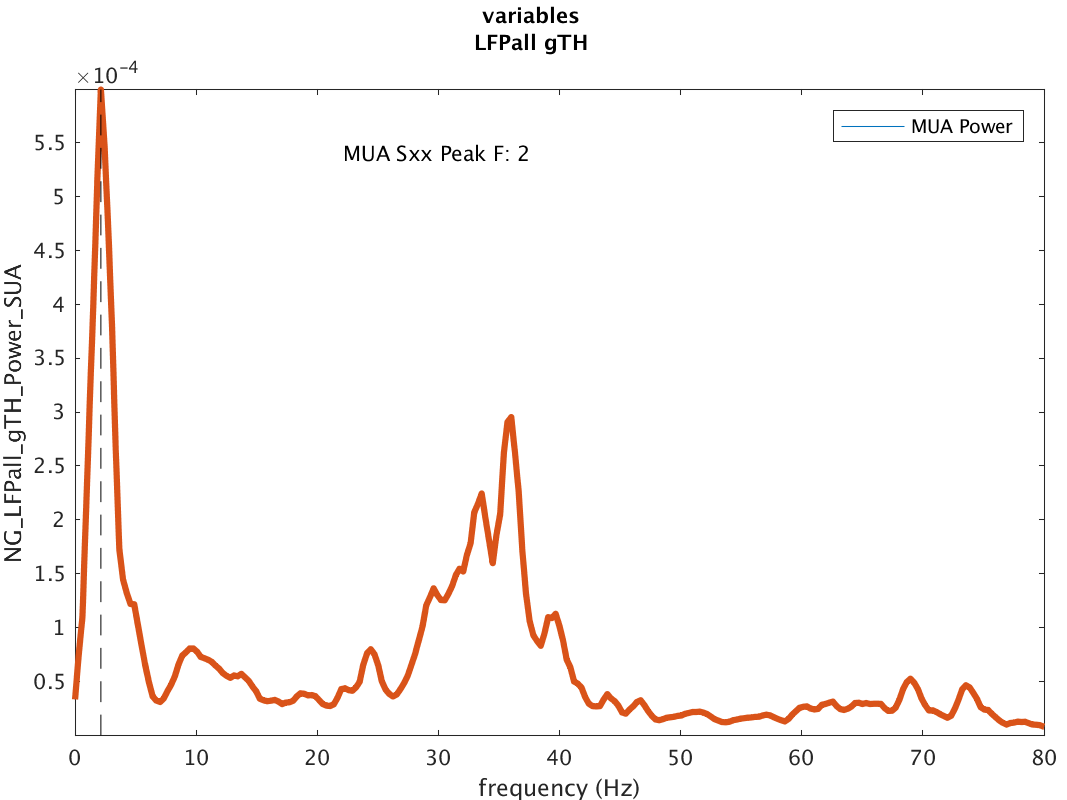 variables
LFPall gTH
×10⁻⁴
MUA Power
MUA Sxx Peak F: 2
NG_LFPall_gTH_Power_SUA
5.5
5
4.5
4
3.5
3
2.5
2
1.5
1
0.5
0 10 20 30 40 50 60 70 80
frequency (Hz)